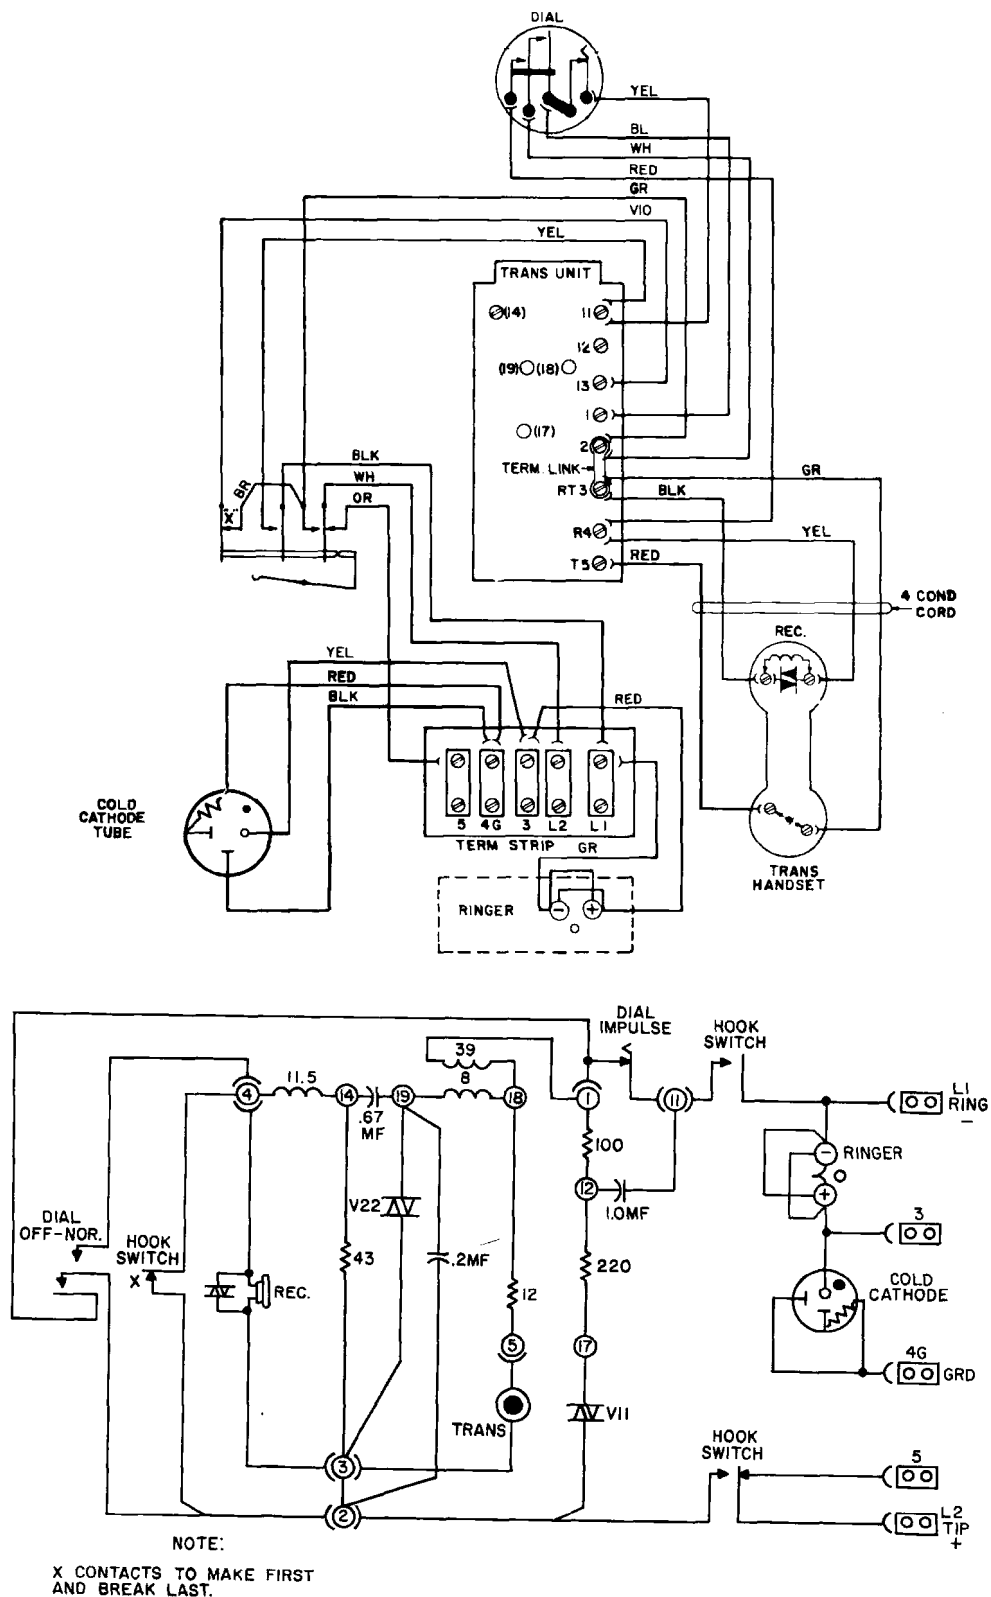 DIAL
YEL
BL
WH
RED
GR
VIO
YEL
TRANS UNIT
(14)
11
12
(19) (18)
13
1
(17)
2
TERM. LINK
RT3
GR
BLK
R4
YEL
T5
RED
BLK
WH
OR
BR
"X"
4 COND
CORD
REC.
YEL
RED
BLK
RED
COLD
CATHODE
TUBE
5 4G 3 L2 L1
TERM STRIP
GR
RINGER
- +
TRANS
HANDSET
DIAL
IMPULSE
HOOK
SWITCH
39
8
11.5
4
14
19
18
1
11
L1
RING
-
.67
MF
100
RINGER
-
+
12
1.0MF
V22
3
DIAL
OFF-NOR.
HOOK
SWITCH
X
43
.2MF
220
REC.
12
COLD
CATHODE
5
17
4G
GRD
TRANS
V11
HOOK
SWITCH
3
5
2
L2
TIP
+
NOTE:
X CONTACTS TO MAKE FIRST
AND BREAK LAST.